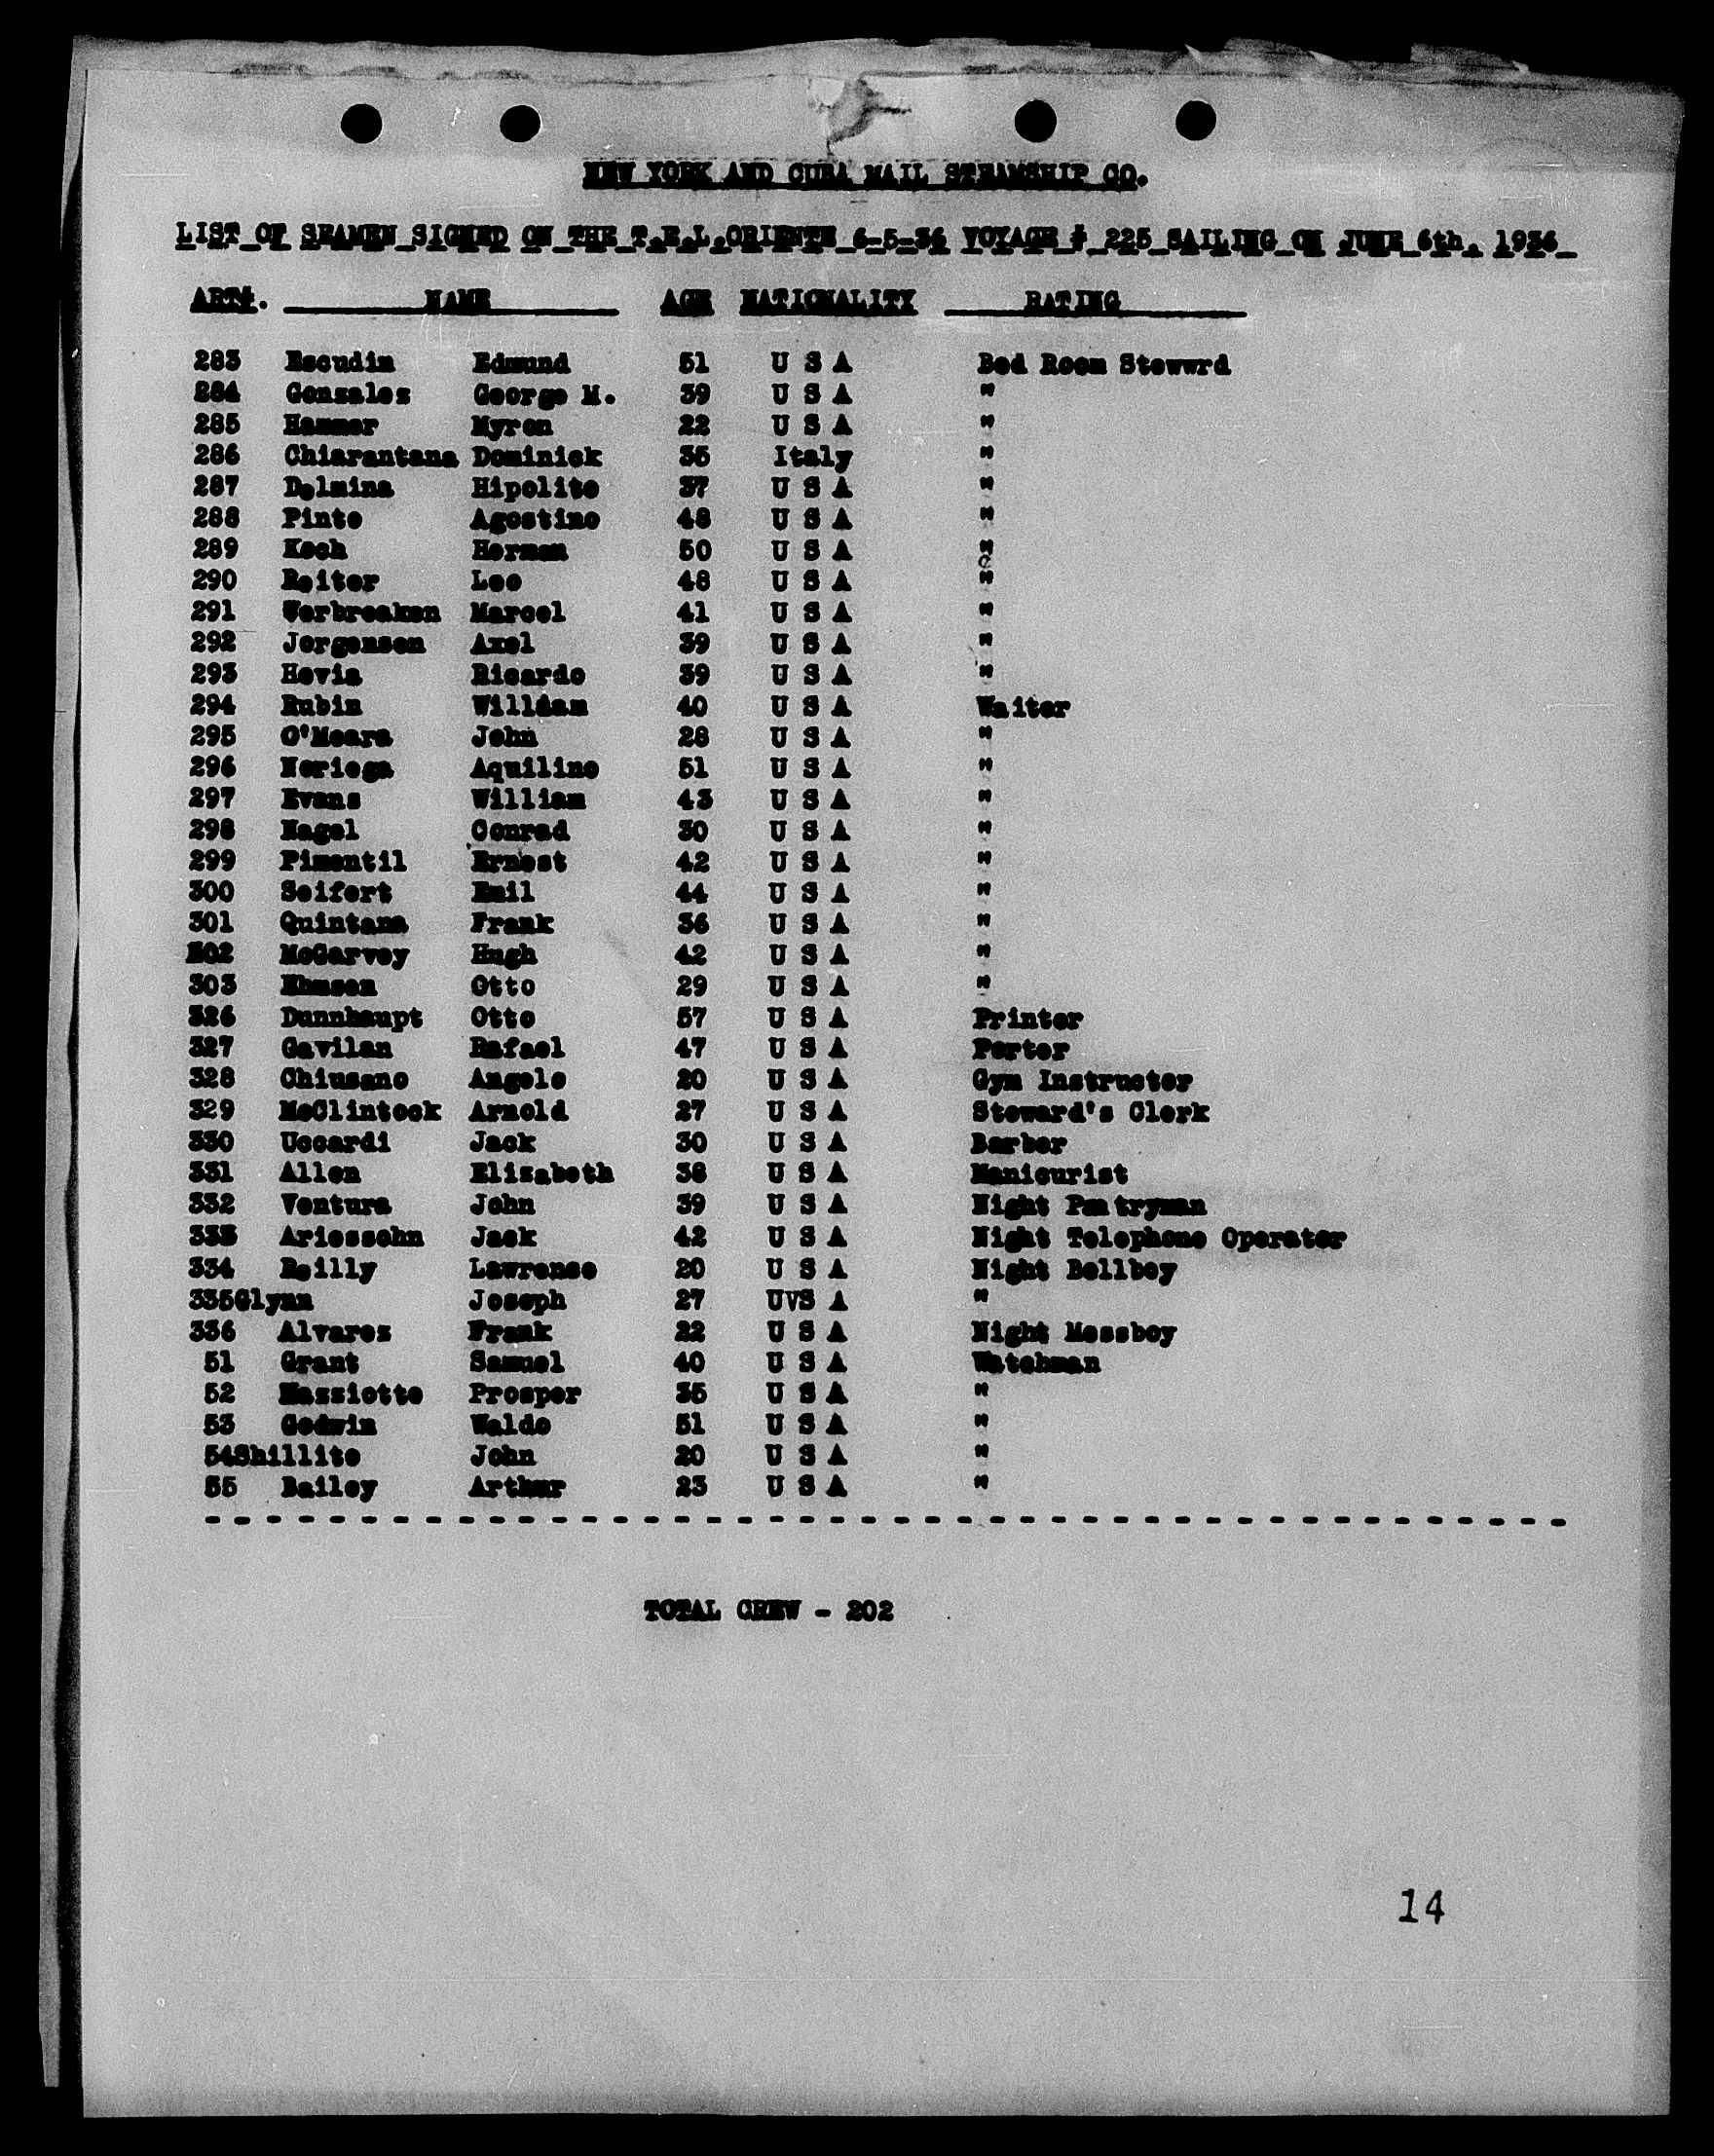 NEW YORK AND CUBA MAIL STEAMSHIP CO.
LIST OF SEAMEN SIGNED ON THE T.E.L.ORIENTE 6-5-36 VOYAGE # 225 SAILING ON JUNE 6th. 1936
ART#. NAME AGE NATIONALITY RATING
283 Escudin Edmund 51 U S A Bed Room Stewwrd
284 Gonzales George M. 39 U S A "
285 Hammer Myron 22 U S A "
286 Chiarantana Dominick 35 Italy "
287 Delmina Hipolito 37 U S A "
288 Pinto Agostino 48 U S A "
289 Koch Herman 50 U S A "
290 Reiter Leo 48 U S A "
291 Verbreaken Marcel 41 U S A "
292 Jorgensen Axel 39 U S A "
293 Hevia Ricardo 39 U S A "
294 Rubin William 40 U S A Waiter
295 O'Meara John 28 U S A "
296 Noriega Aquilino 51 U S A "
297 Evans William 43 U S A "
298 Nagel Conrad 30 U S A "
299 Pimentil Ernest 42 U S A "
300 Seifert Emil 44 U S A "
301 Quintana Frank 36 U S A "
302 McGarvey Hugh 42 U S A "
303 Ehmsen Otto 29 U S A "
326 Dunnhaupt Otto 57 U S A Printer
327 Gavilan Rafael 47 U S A Porter
328 Chiusano Angelo 20 U S A Gym Instructor
329 McClintock Arnold 27 U S A Steward's Clerk
330 Uccardi Jack 30 U S A Barber
331 Allen Elizabeth 38 U S A Manicurist
332 Ventura John 39 U S A Night Pantryman
333 Ariessohn Jack 42 U S A Night Telephone Operator
334 Reilly Lawrence 20 U S A Night Bellboy
335Glynn Joseph 27 UVS A "
336 Alvarez Frank 22 U S A Night Messboy
51 Grant Samuel 40 U S A Watchman
52 Massiotto Prosper 35 U S A "
53 Godwin Waldo 51 U S A "
54Shillito John 20 U S A "
55 Bailey Arthur 23 U S A "
TOTAL CREW - 202
14